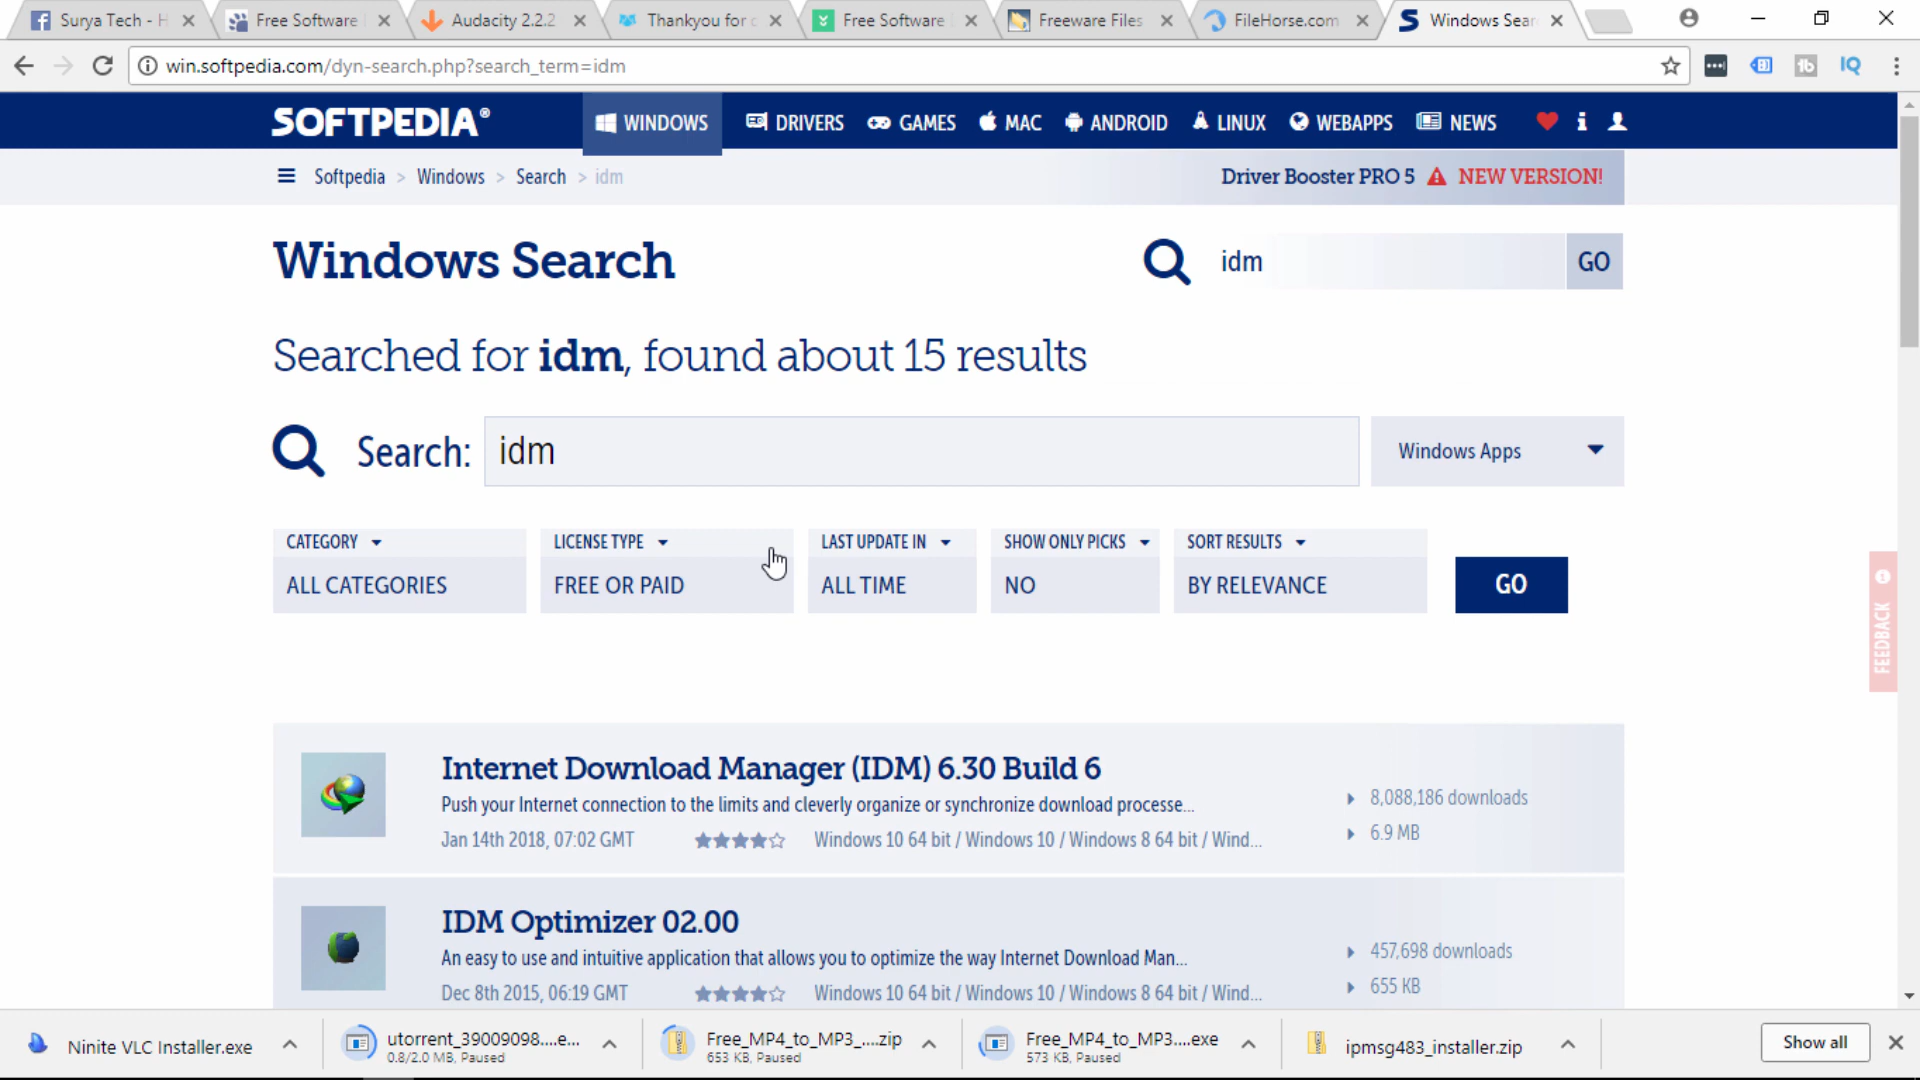 Surya Tech - H
Free Software
Audacity 2.2.2
Thankyou for
Free Software
Freeware Files
FileHorse.com
Windows Sear
win.softpedia.com/dyn-search.php?search_term=idm
SOFTPEDIA®
WINDOWS
DRIVERS
GAMES
MAC
ANDROID
LINUX
WEBAPPS
NEWS
Softpedia > Windows > Search > idm
Driver Booster PRO 5 NEW VERSION!
Windows Search
idm
GO
Searched for idm, found about 15 results
Search:
idm
Windows Apps
CATEGORY
ALL CATEGORIES
LICENSE TYPE
FREE OR PAID
LAST UPDATE IN
ALL TIME
SHOW ONLY PICKS
NO
SORT RESULTS
BY RELEVANCE
GO
FEEDBACK
Internet Download Manager (IDM) 6.30 Build 6
Push your Internet connection to the limits and cleverly organize or synchronize download processe...
Jan 14th 2018, 07:02 GMT
Windows 10 64 bit / Windows 10 / Windows 8 64 bit / Wind...
8,088,186 downloads
6.9 MB
IDM Optimizer 02.00
An easy to use and intuitive application that allows you to optimize the way Internet Download Man...
Dec 8th 2015, 06:19 GMT
Windows 10 64 bit / Windows 10 / Windows 8 64 bit / Wind...
457,698 downloads
655 KB
Ninite VLC Installer.exe
utorrent_39009098....e...
0.8/2.0 MB, Paused
Free_MP4_to_MP3_....zip
653 KB, Paused
Free_MP4_to_MP3....exe
573 KB, Paused
ipmsg483_installer.zip
Show all